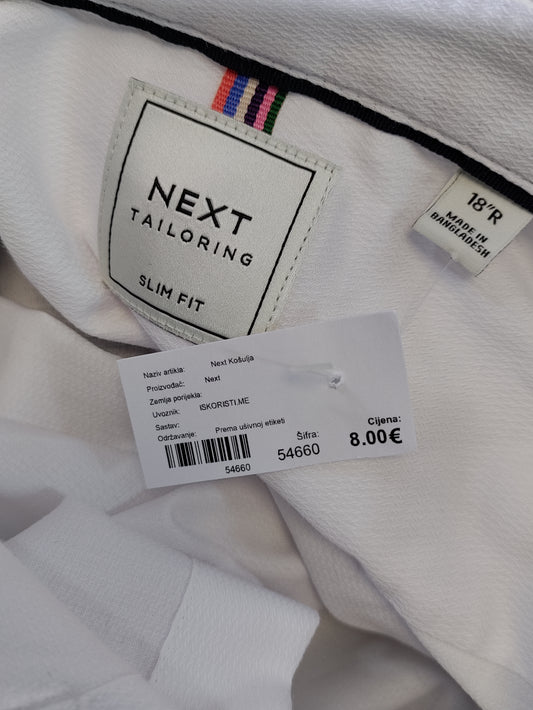 NEXT
TAILORING
SLIM FIT
18"R
MADE IN
BANGLADESH
Naziv artikla: Next Košulja
Proizvođač: Next
Zemlja porijekla:
Uvoznik: ISKORISTI.ME
Sastav:
Održavanje: Prema ušivnoj etiketi
54660
Šifra:
54660
Cijena:
8.00€